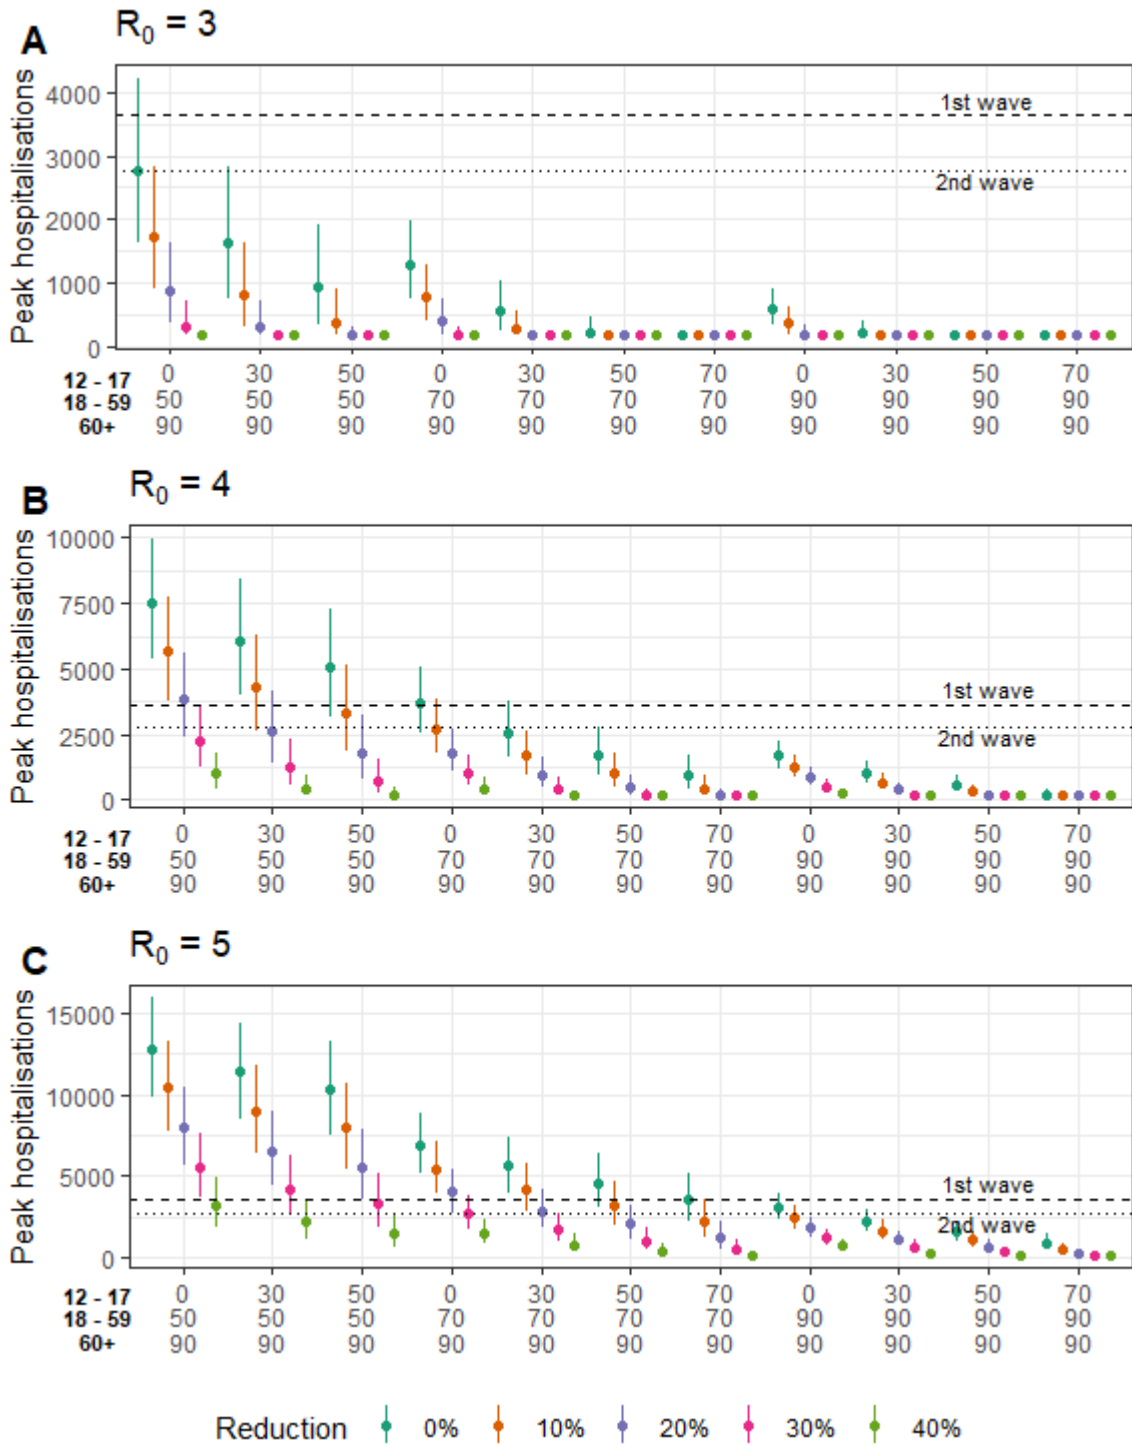 A
R0 = 3
Peak hospitalisations
4000
3000
2000
1000
0
1st wave
2nd wave
12 - 17 0 30 50 0 30 50 70 0 30 50 70
18 - 59 50 50 50 70 70 70 70 90 90 90 90
60+ 90 90 90 90 90 90 90 90 90 90 90
B
R0 = 4
Peak hospitalisations
10000
7500
5000
2500
0
1st wave
2nd wave
12 - 17 0 30 50 0 30 50 70 0 30 50 70
18 - 59 50 50 50 70 70 70 70 90 90 90 90
60+ 90 90 90 90 90 90 90 90 90 90 90
C
R0 = 5
Peak hospitalisations
15000
10000
5000
0
1st wave
2nd wave
12 - 17 0 30 50 0 30 50 70 0 30 50 70
18 - 59 50 50 50 70 70 70 70 90 90 90 90
60+ 90 90 90 90 90 90 90 90 90 90 90
Reduction 0% 10% 20% 30% 40%